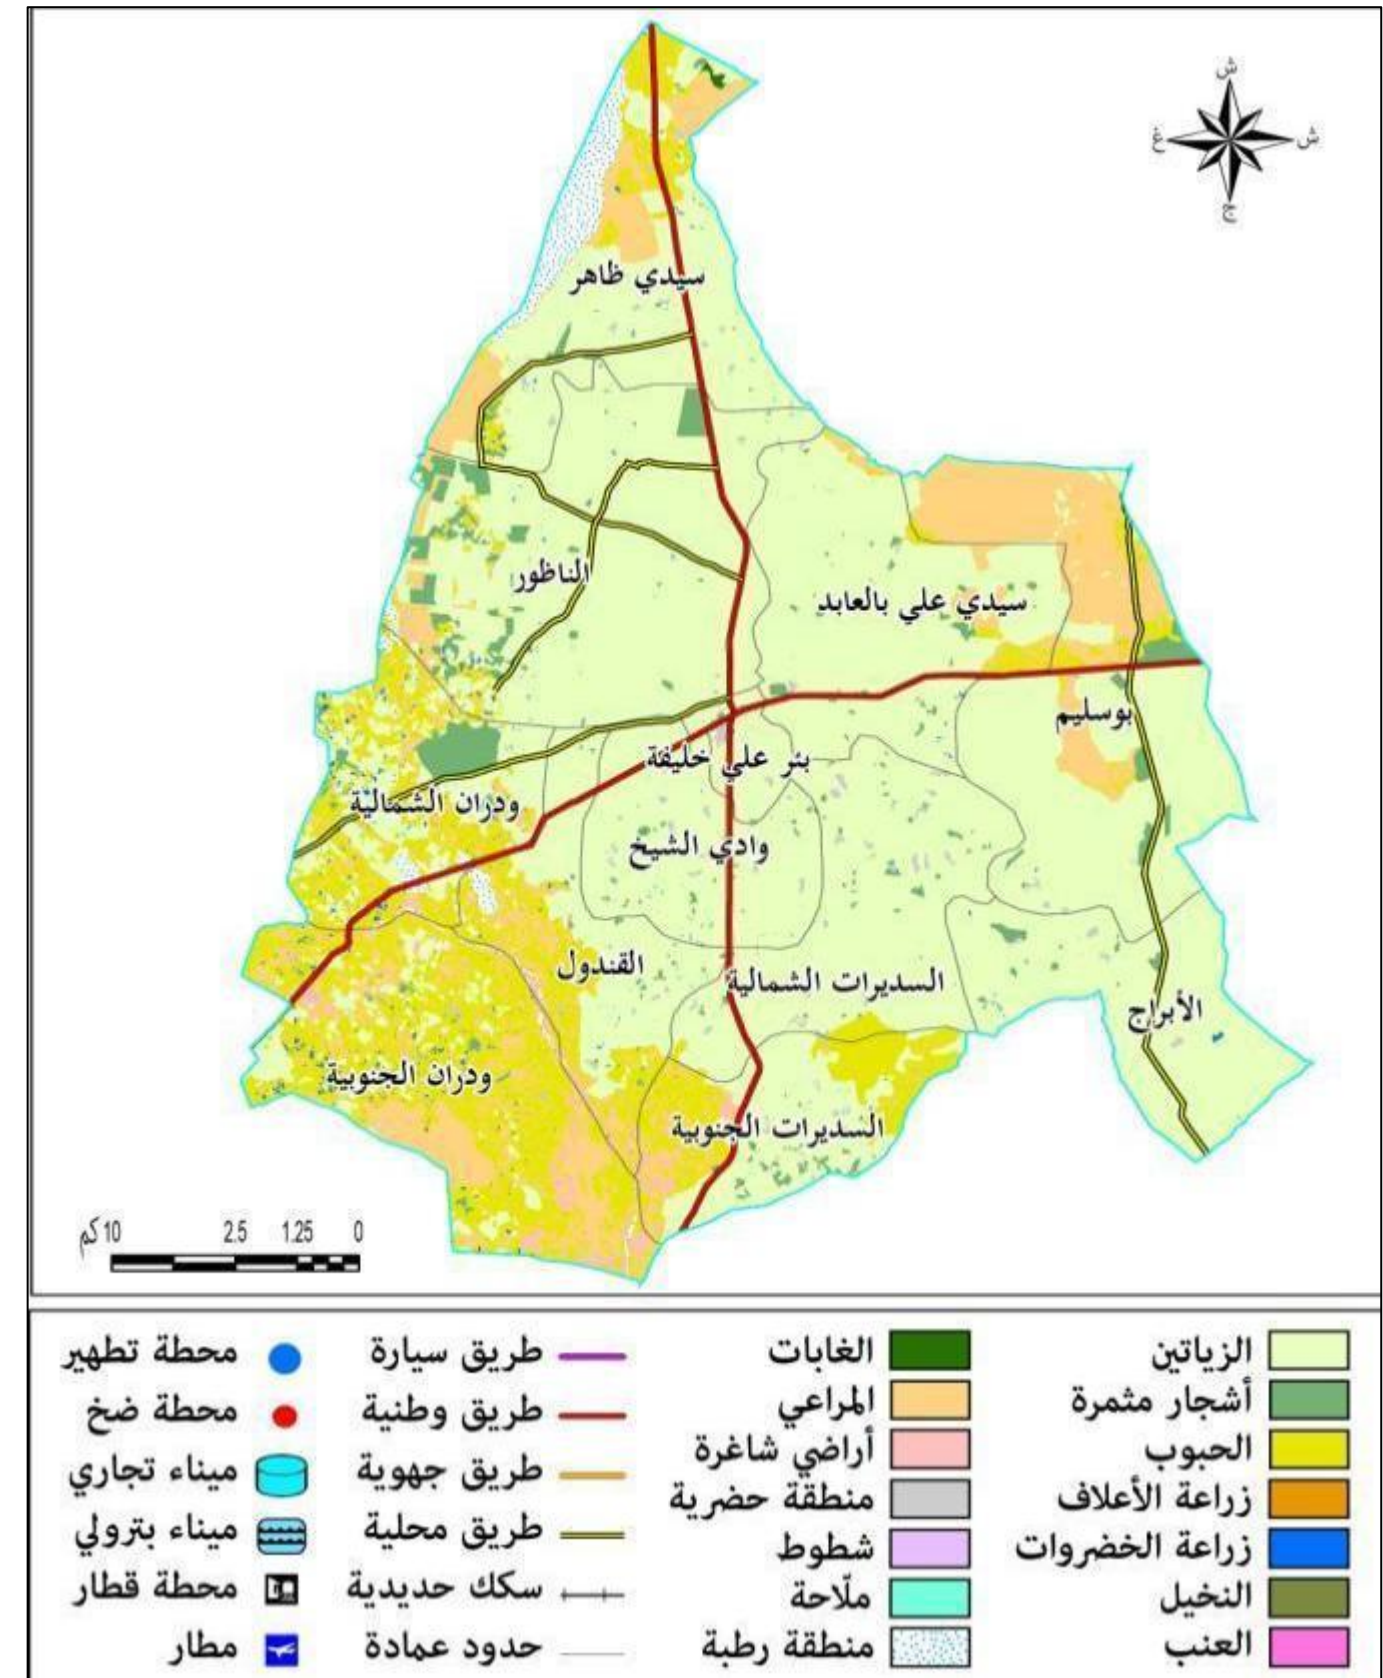 ش
غ
ش
ج
سيدي ظاهر
الناظور
سيدي علي بالعابد
بوسليم
بئر علي خليفة
ودران الشمالية
وادي الشيخ
القندول
السديرات الشمالية
الأبراج
ودران الجنوبية
السديرات الجنوبية
0 1.25 2.5 10 كم
الزياتين
أشجار مثمرة
الحبوب
زراعة الأعلاف
زراعة الخضروات
النخيل
العنب
الغابات
المراعي
أراضي شاغرة
منطقة حضرية
شطوط
ملّاحة
منطقة رطبة
طريق سيارة
طريق وطنية
طريق جهوية
طريق محلية
سكك حديدية
حدود عمادة
محطة تطهير
محطة ضخ
ميناء تجاري
ميناء بترولي
محطة قطار
مطار